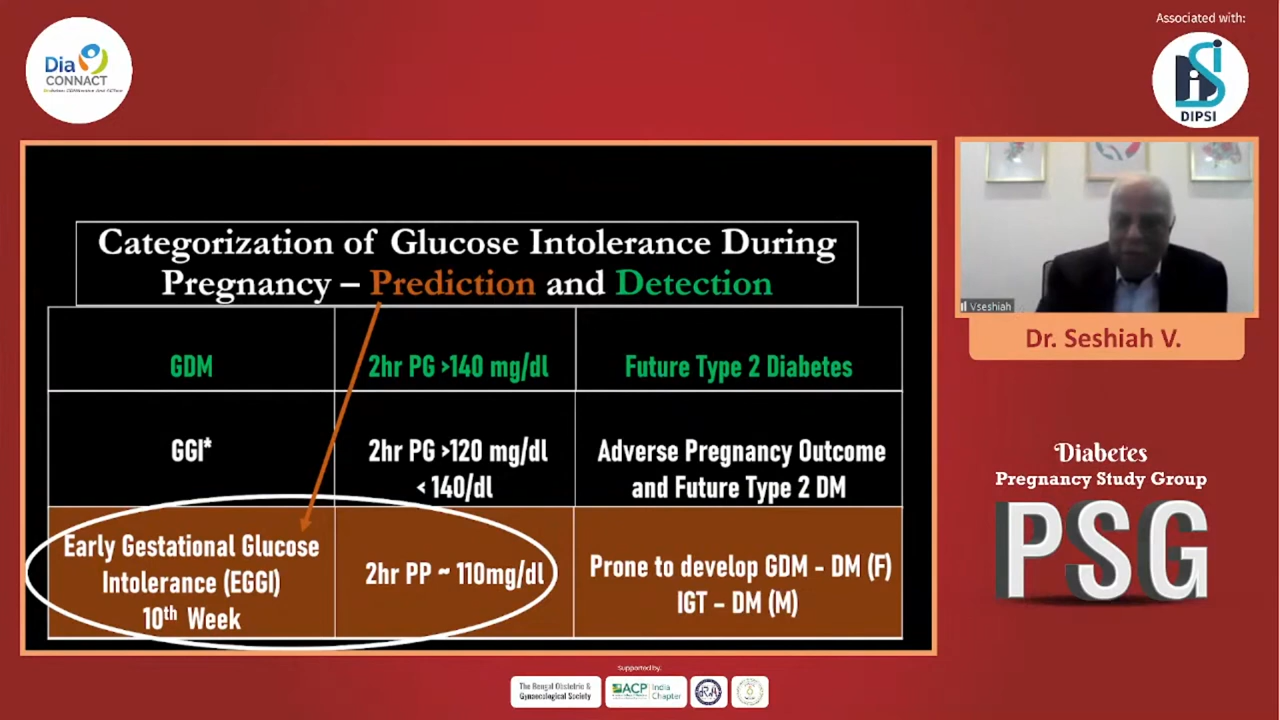 Associated with:
Dia
CONNACT
DIPSI
Categorization of Glucose Intolerance During
Pregnancy – Prediction and Detection
GDM
2hr PG >140 mg/dl
Future Type 2 Diabetes
GGI*
2hr PG >120 mg/dl
< 140/dl
Adverse Pregnancy Outcome
and Future Type 2 DM
Early Gestational Glucose
Intolerance (EGGI)
10th Week
2hr PP ~ 110mg/dl
Prone to develop GDM - DM (F)
IGT – DM (M)
Vseshiah
Dr. Seshiah V.
Diabetes
Pregnancy Study Group
PSG
Supported by:
The Bengal Obstetric &
Gynaecological Society
ACP
India
Chapter